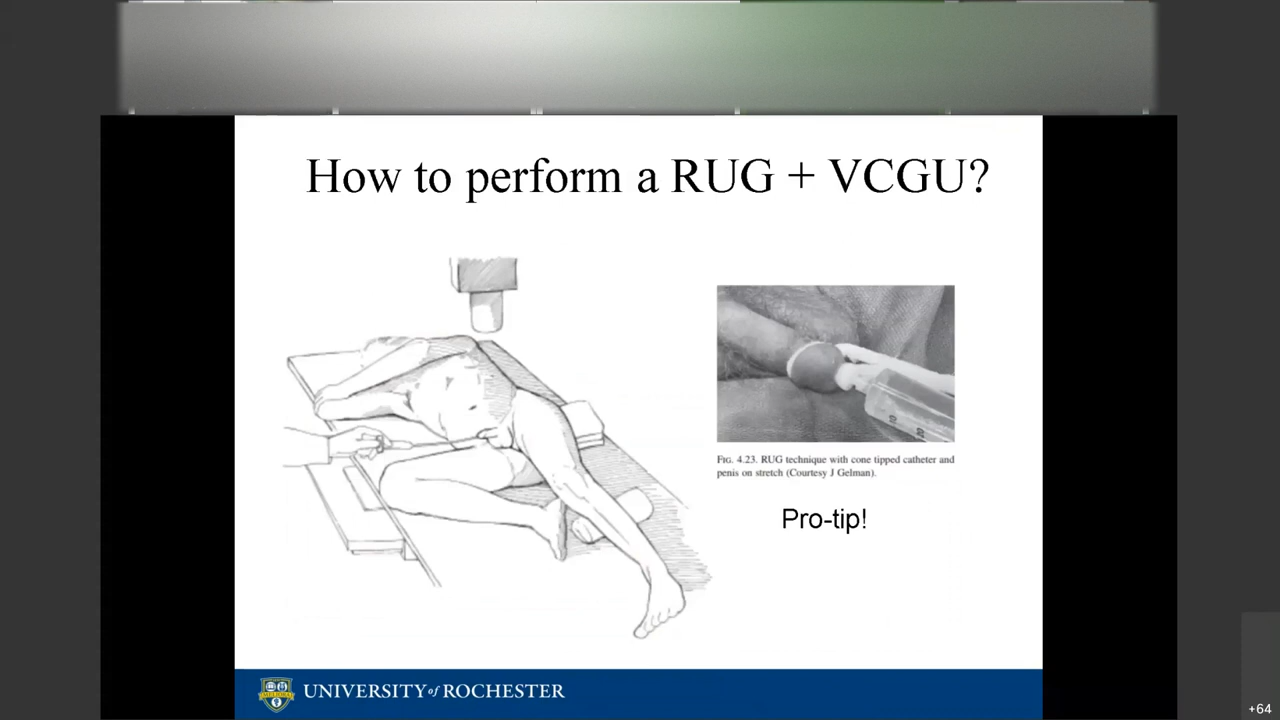 How to perform a RUG + VCGU?
FIG. 4.23. RUG technique with cone tipped catheter and
penis on stretch (Courtesy J Gelman).
Pro-tip!
UNIVERSITY of ROCHESTER
+64